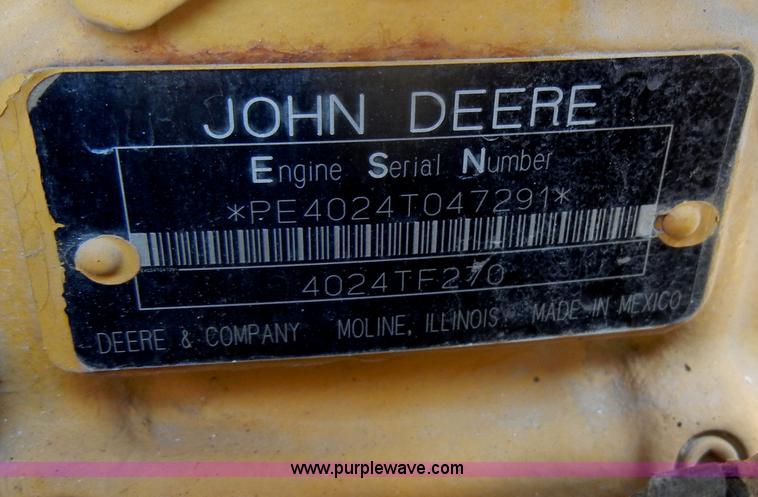 JOHN DEERE
Engine Serial Number
*PE4024T047291*
4024TF270
DEERE & COMPANY MOLINE, ILLINOIS MADE IN MEXICO
www.purplewave.com